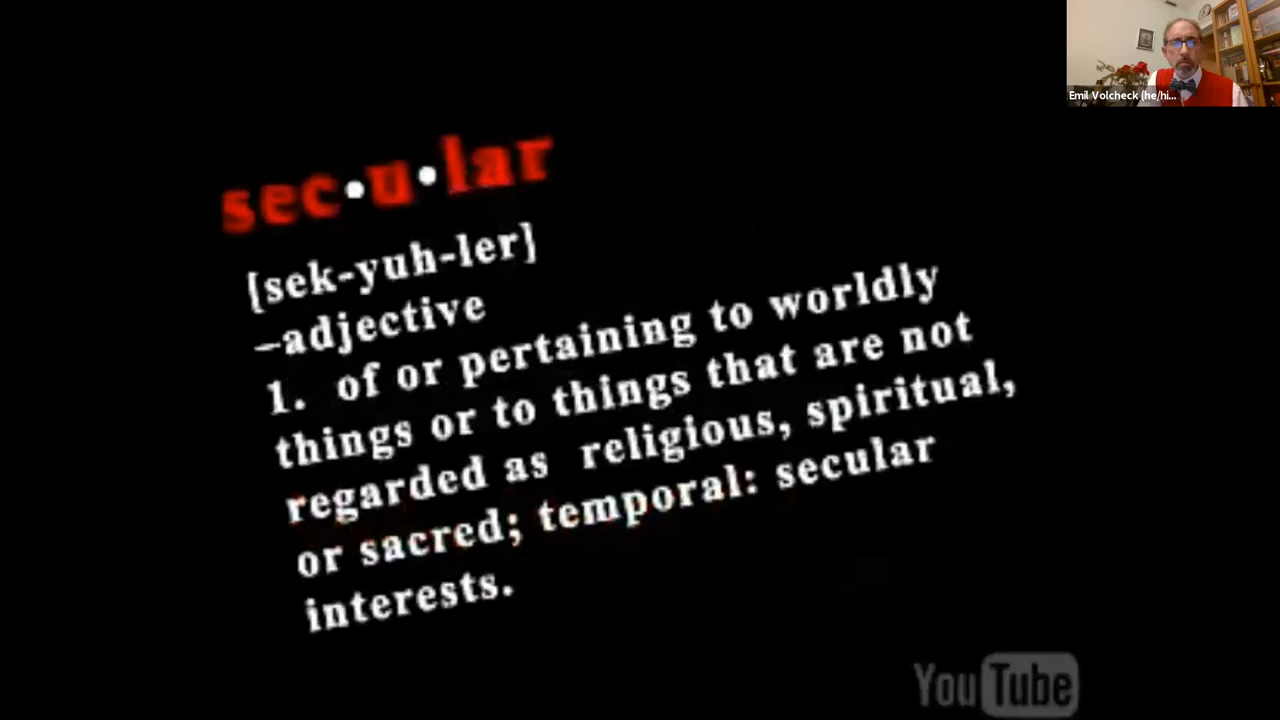 Emil Volcheck (he/hi...
sec•u•lar
[sek-yuh-ler]
–adjective
1. of or pertaining to worldly
things or to things that are not
regarded as religious, spiritual,
or sacred; temporal: secular
interests.
YouTube